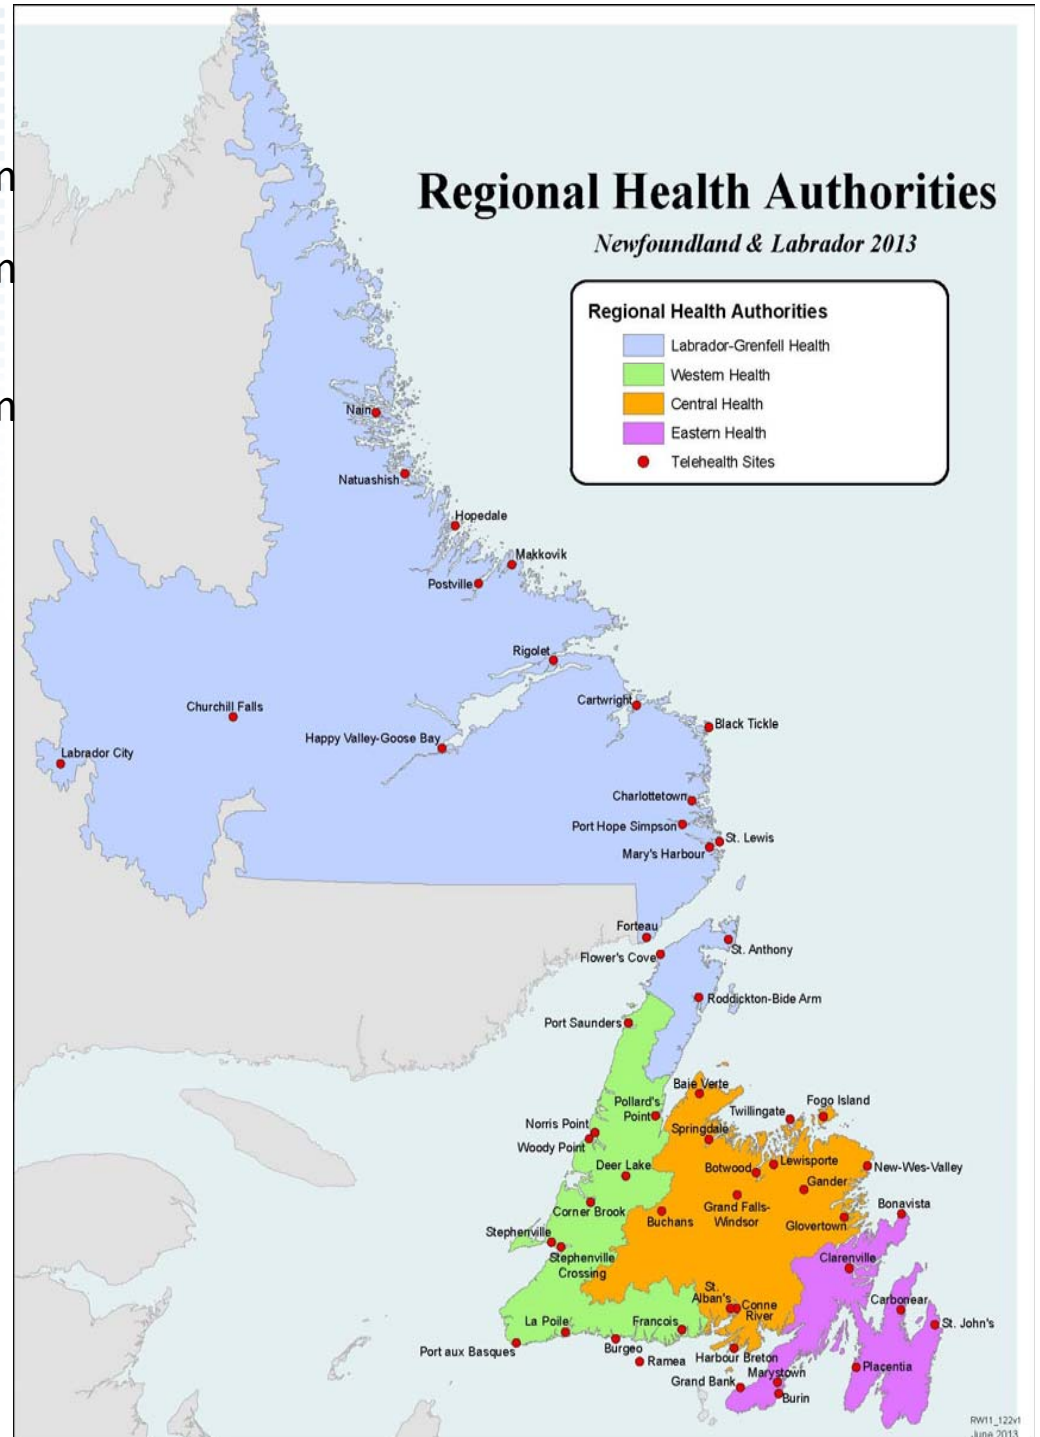 m
m
m
Regional Health Authorities
Newfoundland & Labrador 2013
Regional Health Authorities
Labrador-Grenfell Health
Western Health
Central Health
Eastern Health
Telehealth Sites
Nain
Natuashish
Hopedale
Makkovik
Postville
Rigolet
Cartwright
Churchill Falls
Black Tickle
Happy Valley-Goose Bay
Labrador City
Charlottetown
Port Hope Simpson
St. Lewis
Mary's Harbour
Forteau
St. Anthony
Flower's Cove
Roddickton-Bide Arm
Port Saunders
Baie Verte
Pollard's
Point
Twillingate
Fogo Island
Norris Point
Springdale
Woody Point
Deer Lake
Botwood
Lewisporte
New-Wes-Valley
Gander
Corner Brook
Buchans
Grand Falls-
Windsor
Bonavista
Glovertown
Stephenville
Stephenville
Crossing
Clarenville
St.
Alban's
Conne
River
Carbonear
St. John's
La Poile
Francois
Port aux Basques
Burgeo
Ramea
Harbour Breton
Placentia
Marystown
Grand Bank
Burin
RW11_122v1
June 2013